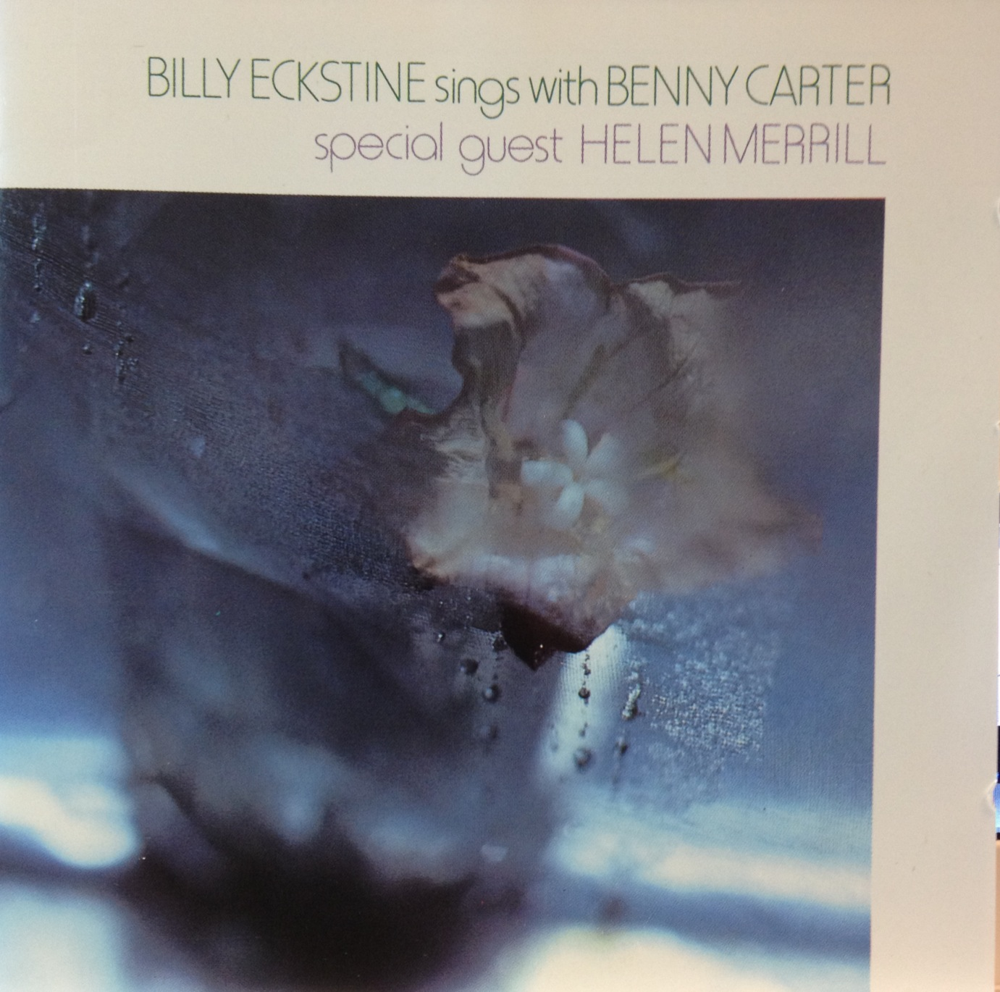 BILLY ECKSTINE sings with BENNY CARTER
special guest HELEN MERRILL